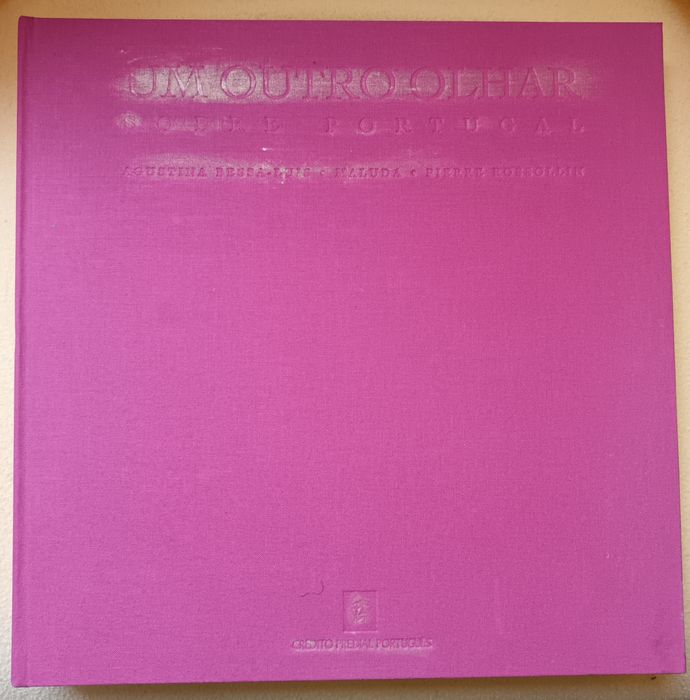 UM OUTRO OLHAR
SOBRE PORTUGAL
AGUSTINA BESSA-LUÍS • MALUDA • PIERRE ROSSOLLIN
CRÉDITO PREDIAL PORTUGUÊS